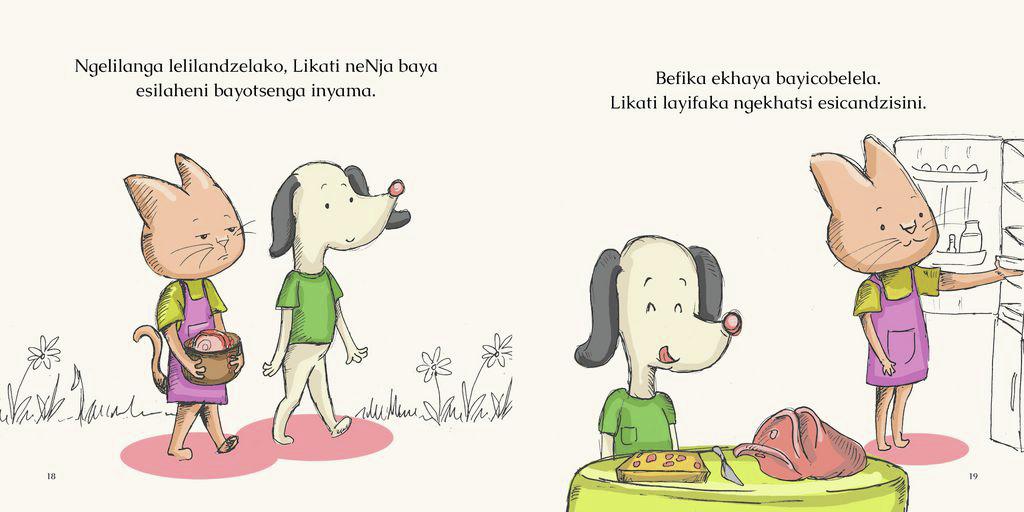 Ngelilanga lelilandzelako, Likati neNja baya
esilaheni bayotsenga inyama.
18
Befika ekhaya bayicobelela.
Likati layifaka ngekhatsi esicandzisini.
19